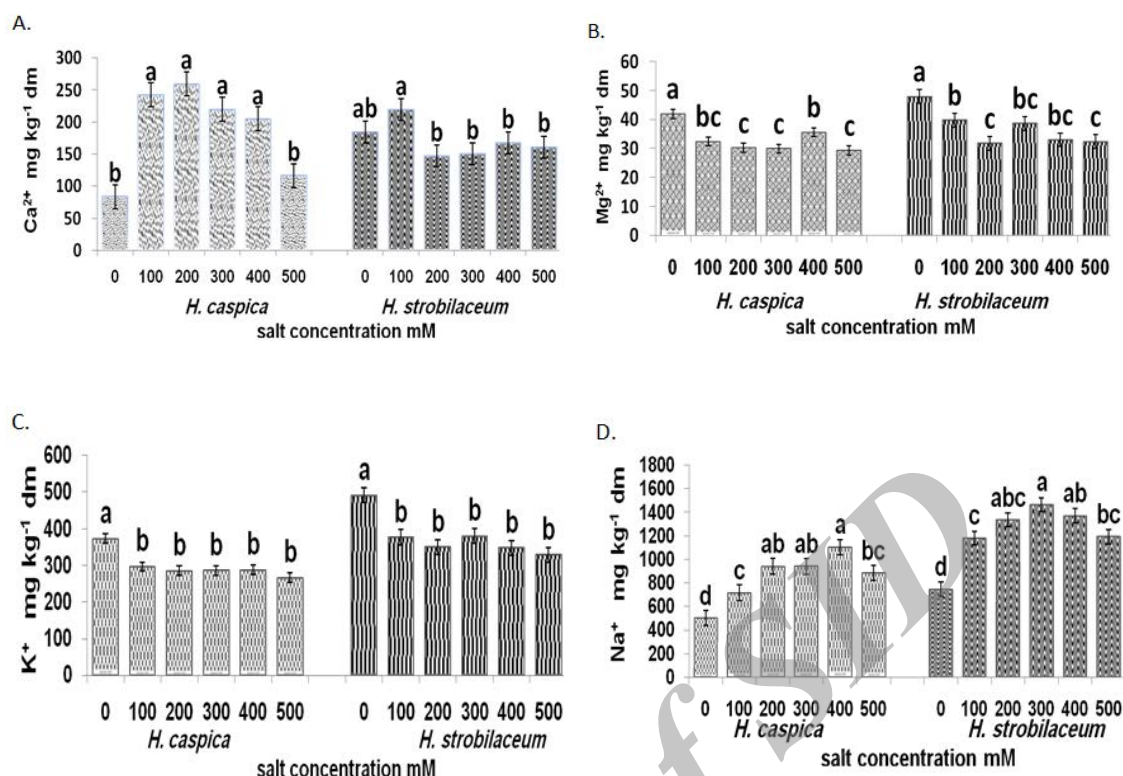 A.
Ca²⁺ mg kg⁻¹ dm
300
250
200
150
100
50
0
b a a a a b ab a b b b b
0 100 200 300 400 500 0 100 200 300 400 500
H. caspica H. strobilaceum
salt concentration mM
B.
Mg²⁺ mg kg⁻¹ dm
60
50
40
30
20
10
0
a bc c c b c a b c bc bc c
0 100 200 300 400 500 0 100 200 300 400 500
H. caspica H. strobilaceum
salt concentration mM
C.
K⁺ mg kg⁻¹ dm
600
500
400
300
200
100
0
a b b b b b a b b b b b
0 100 200 300 400 500 0 100 200 300 400 500
H. caspica H. strobilaceum
salt concentration mM
D.
Na⁺ mg kg⁻¹ dm
1800
1600
1400
1200
1000
800
600
400
200
0
d c ab ab a bc d c abc a ab bc
0 100 200 300 400 500 0 100 200 300 400 500
H. caspica H. strobilaceum
salt concentration mM
f SID